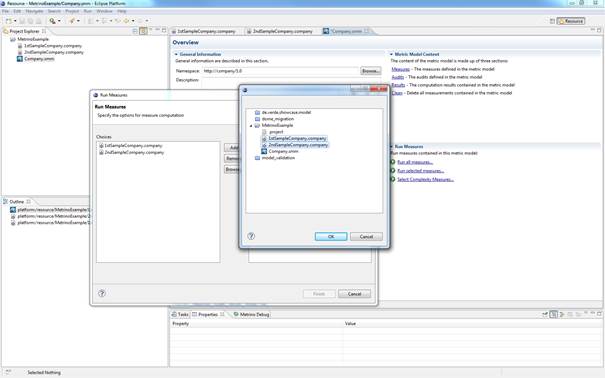 Resource - MetrinoExample/Company.smm - Eclipse Platform
File Edit Navigate Search Project Run Window Help
Resource
Project Explorer
MetrinoExample
1stSampleCompany.company
2ndSampleCompany.company
Company.smm
1stSampleCompany.company
2ndSampleCompany.company
*Company.smm
Overview
General Information
General information are described in this section.
Namespace: http://company/1.0
Browse...
Description:
Metric Model Content
The content of the metric model is made up of three sections:
Measures - The measures defined in the metric model
Audits - The audits defined in the metric model
Results - The computation results contained in the metric model
Clean - Delete all measurements contained in the metric model
Run Measures
Run measures contained in this metric model:
Run all measures...
Run selected measures...
Select Complexity Measures...
Run Measures
Run Measures
Specify the options for measure computation
Choices
1stSampleCompany.company
2ndSampleCompany.company
Add
Remov
Browse
Finish
Cancel
de.verde.showcase.model
dome_migration
MetrinoExample
.project
1stSampleCompany.company
2ndSampleCompany.company
Company.smm
model_validation
OK
Cancel
Outline
platform:/resource/MetrinoExample/
platform:/resource/MetrinoExample/1
platform:/resource/MetrinoExample/2
Tasks
Properties
Metrino Debug
Property
Value
Selected Nothing